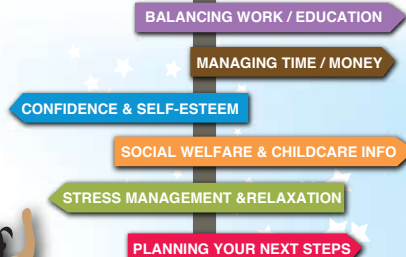 BALANCING WORK / EDUCATION
MANAGING TIME / MONEY
CONFIDENCE & SELF-ESTEEM
SOCIAL WELFARE & CHILDCARE INFO
STRESS MANAGEMENT &RELAXATION
PLANNING YOUR NEXT STEPS